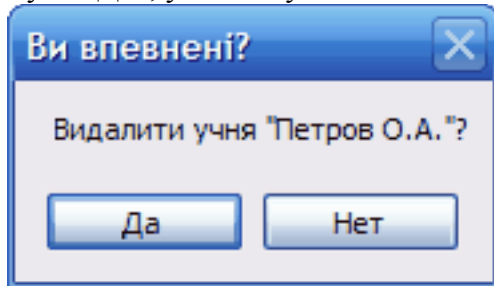 Ви впевнені?
Видалити учня "Петров О.А."?
Да
Нет